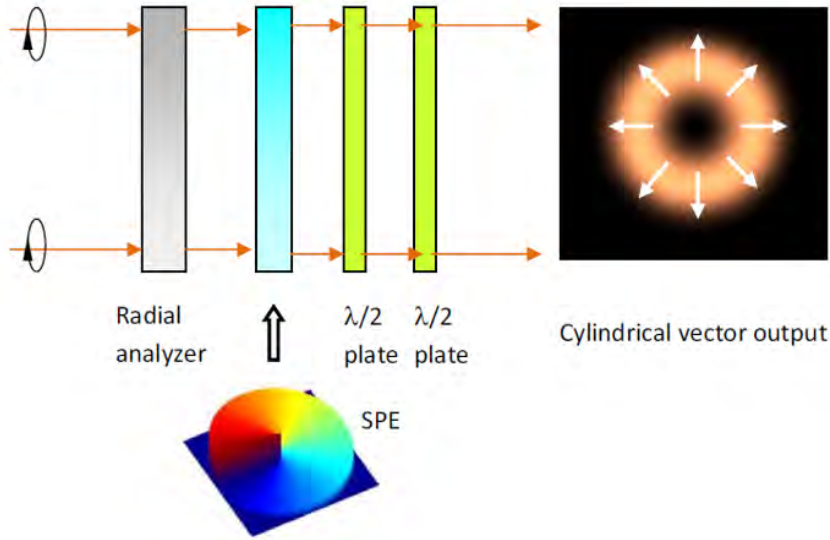 Radial
analyzer
λ/2
plate
λ/2
plate
Cylindrical vector output
SPE